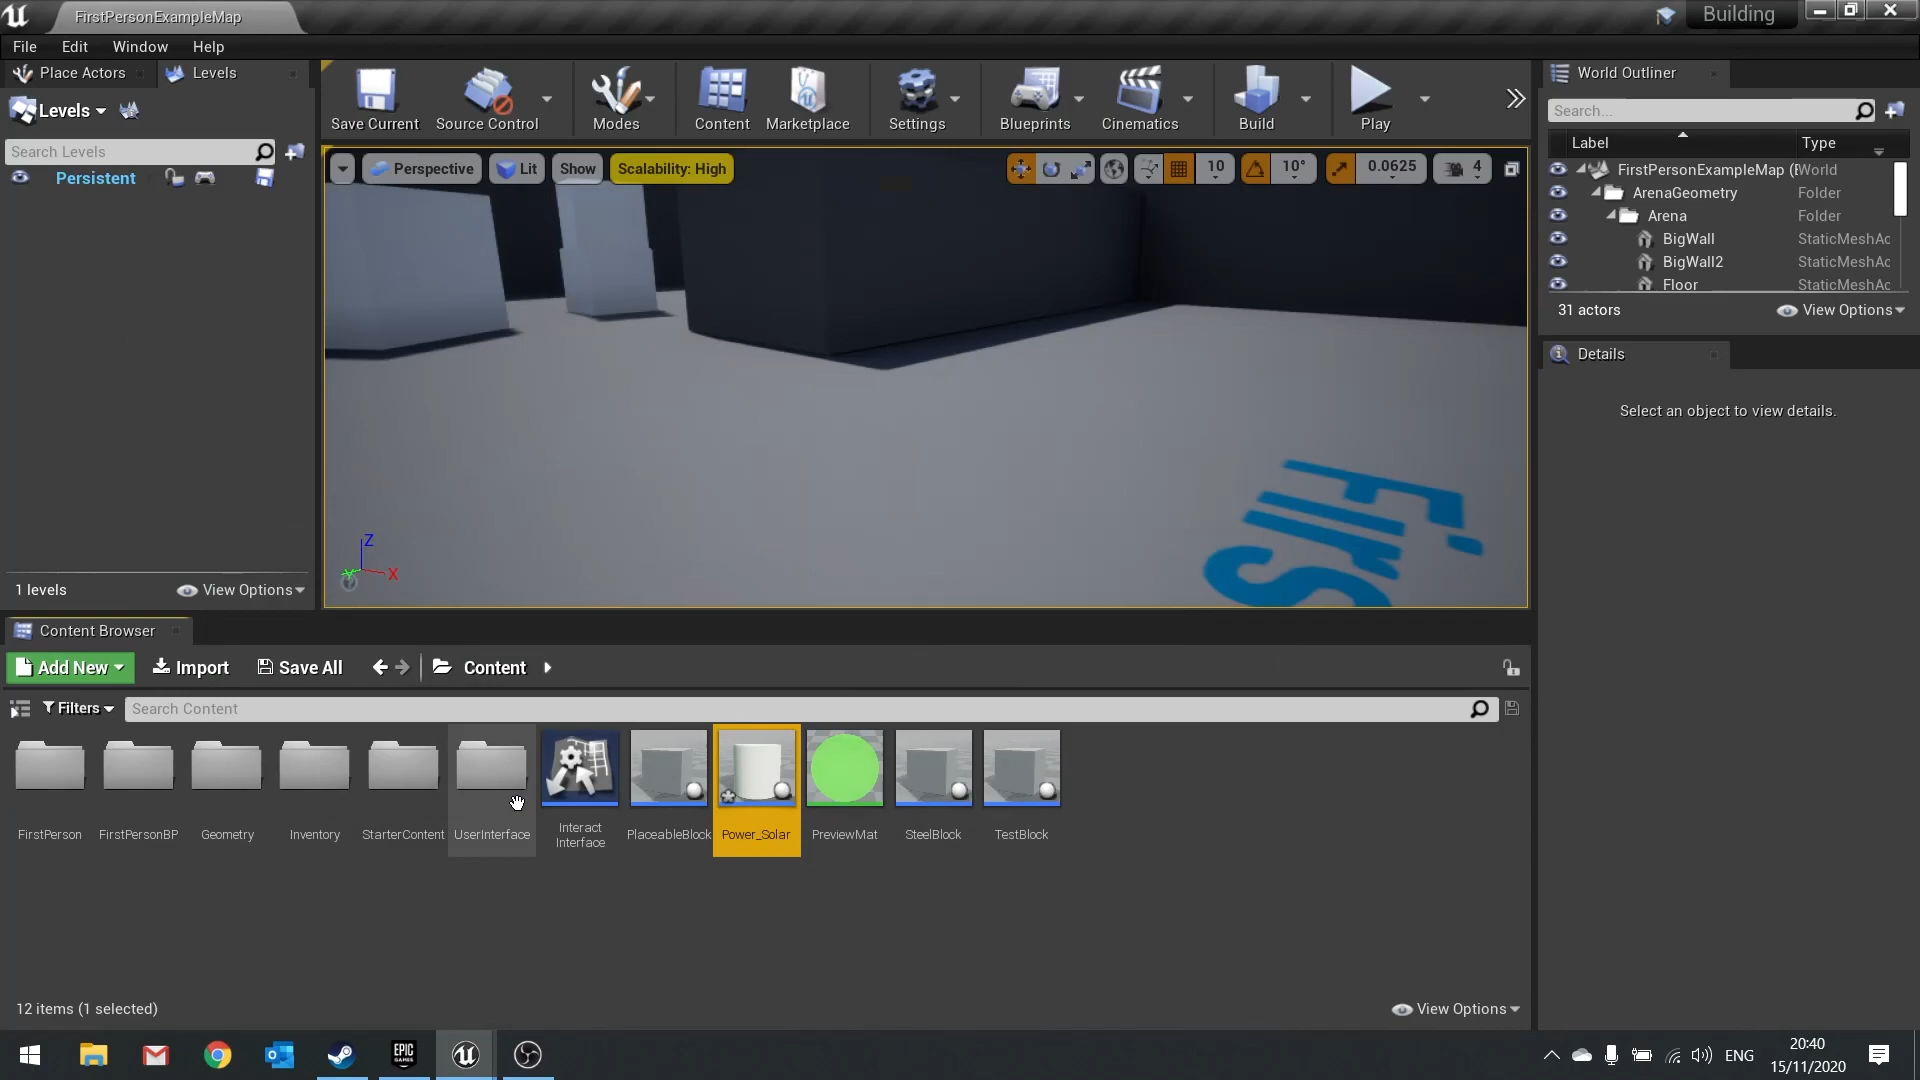 FirstPersonExampleMap
Building
File Edit Window Help
Place Actors
Levels
Levels
Search Levels
Persistent
1 levels
View Options
Save Current
Source Control
Modes
Content
Marketplace
Settings
Blueprints
Cinematics
Build
Play
Perspective
Lit
Show
Scalability: High
10
10°
0.0625
4
Firs
Z
X
Y
World Outliner
Search...
Label Type
FirstPersonExampleMap (E World
ArenaGeometry Folder
Arena Folder
BigWall StaticMeshAc
BigWall2 StaticMeshAc
Floor StaticMeshAc
31 actors
View Options
Details
Select an object to view details.
Content Browser
Add New
Import
Save All
Content
Filters
Search Content
FirstPerson
FirstPersonBP
Geometry
Inventory
StarterContent
UserInterface
Interact
Interface
PlaceableBlock
Power_Solar
PreviewMat
SteelBlock
TestBlock
12 items (1 selected)
View Options
EPIC
GAMES
ENG
20:40
15/11/2020